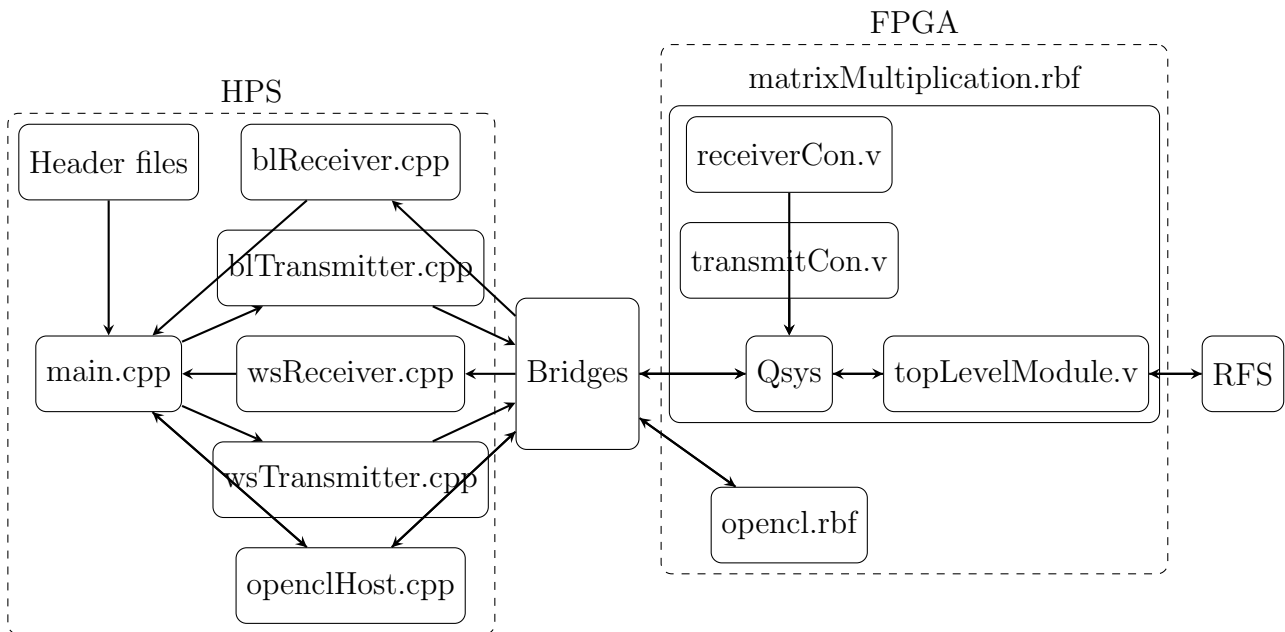 FPGA
matrixMultiplication.rbf
HPS
Header files
blReceiver.cpp
receiverCon.v
blTransmitter.cpp
transmitCon.v
main.cpp
wsReceiver.cpp
Bridges
Qsys
topLevelModule.v
RFS
wsTransmitter.cpp
opencl.rbf
openclHost.cpp